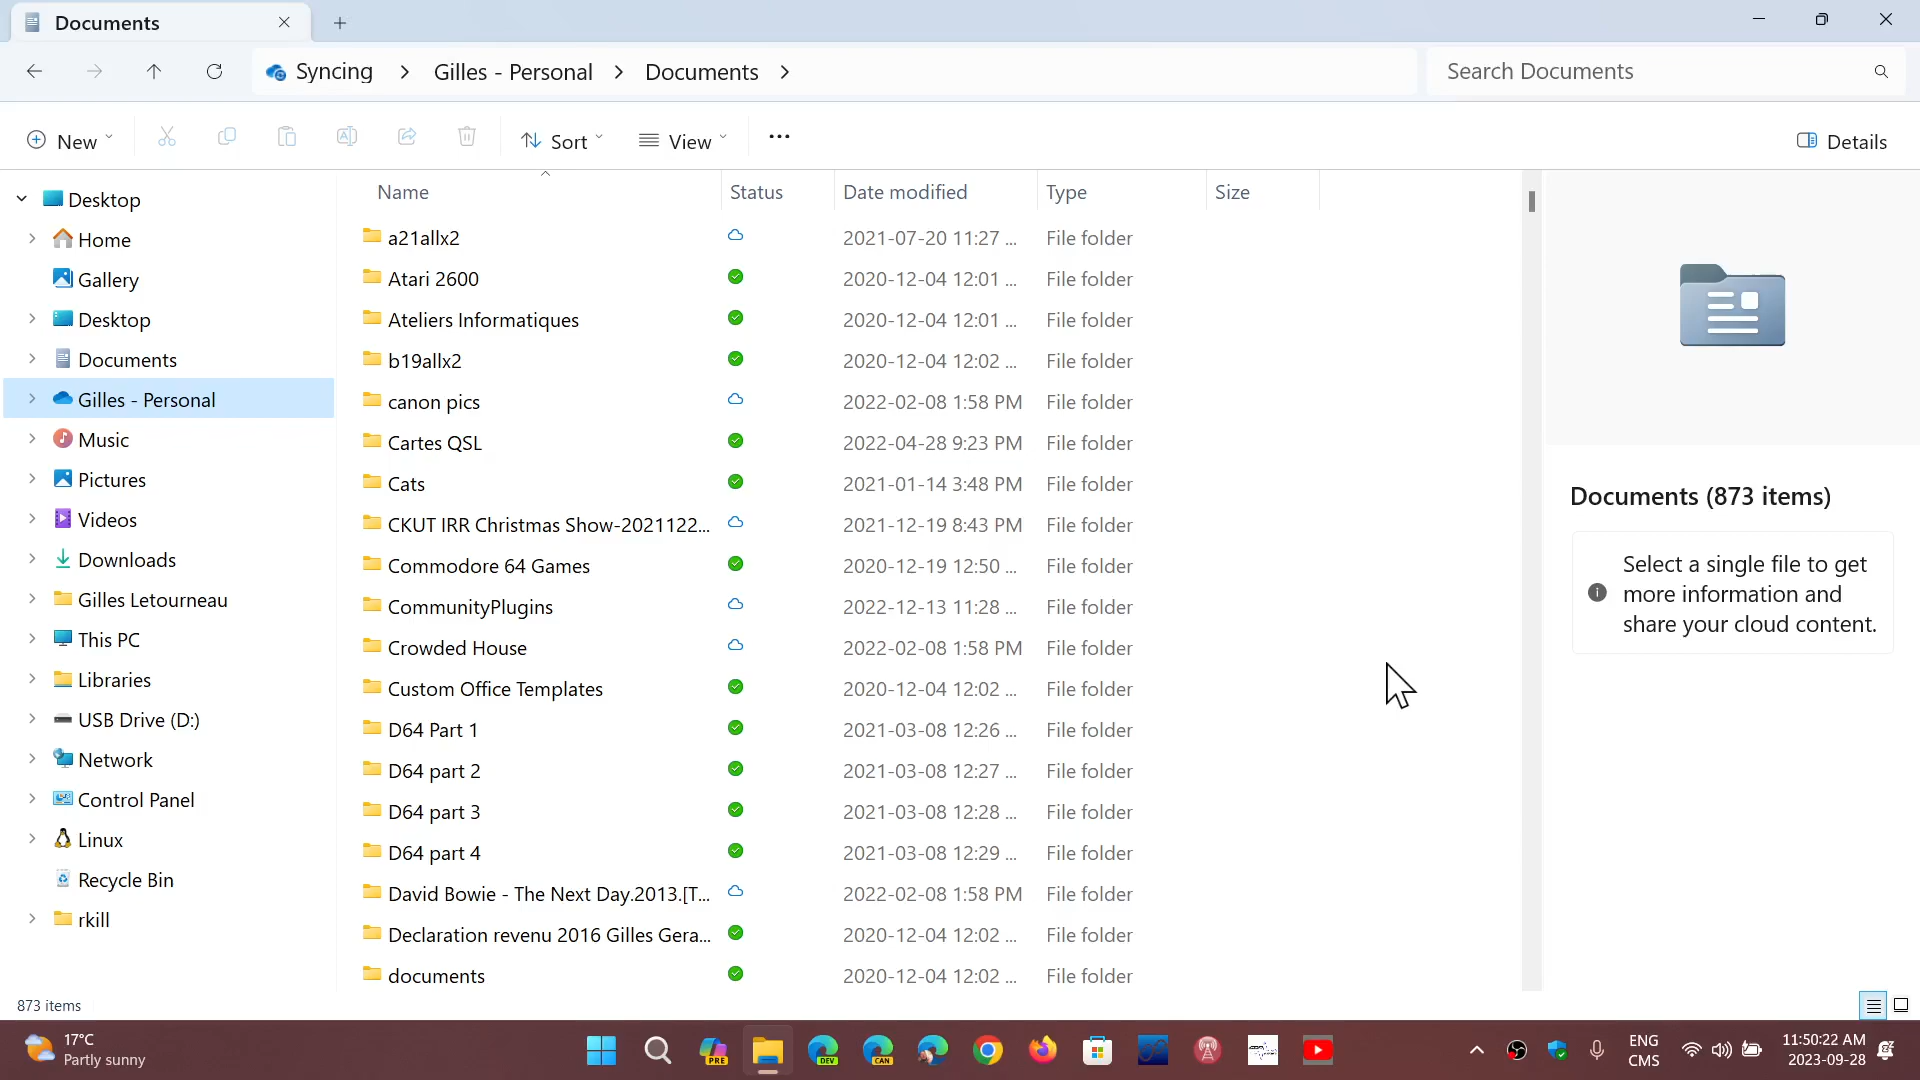 Documents
Syncing > Gilles - Personal > Documents >
Search Documents
New
Sort
View
Details
Desktop
Home
Gallery
Desktop
Documents
Gilles - Personal
Music
Pictures
Videos
Downloads
Gilles Letourneau
This PC
Libraries
USB Drive (D:)
Network
Control Panel
Linux
Recycle Bin
rkill
Name Status Date modified Type Size
a21allx2 2021-07-20 11:27 ... File folder
Atari 2600 2020-12-04 12:01 ... File folder
Ateliers Informatiques 2020-12-04 12:01 ... File folder
b19allx2 2020-12-04 12:02 ... File folder
canon pics 2022-02-08 1:58 PM File folder
Cartes QSL 2022-04-28 9:23 PM File folder
Cats 2021-01-14 3:48 PM File folder
CKUT IRR Christmas Show-2021122... 2021-12-19 8:43 PM File folder
Commodore 64 Games 2020-12-19 12:50 ... File folder
CommunityPlugins 2022-12-13 11:28 ... File folder
Crowded House 2022-02-08 1:58 PM File folder
Custom Office Templates 2020-12-04 12:02 ... File folder
D64 Part 1 2021-03-08 12:26 ... File folder
D64 part 2 2021-03-08 12:27 ... File folder
D64 part 3 2021-03-08 12:28 ... File folder
D64 part 4 2021-03-08 12:29 ... File folder
David Bowie - The Next Day.2013.[T... 2022-02-08 1:58 PM File folder
Declaration revenu 2016 Gilles Gera... 2020-12-04 12:02 ... File folder
documents 2020-12-04 12:02 ... File folder
Documents (873 items)
Select a single file to get
more information and
share your cloud content.
873 items
17°C
Partly sunny
PRE
DEV
CAN
ENG
CMS
11:50:22 AM
2023-09-28